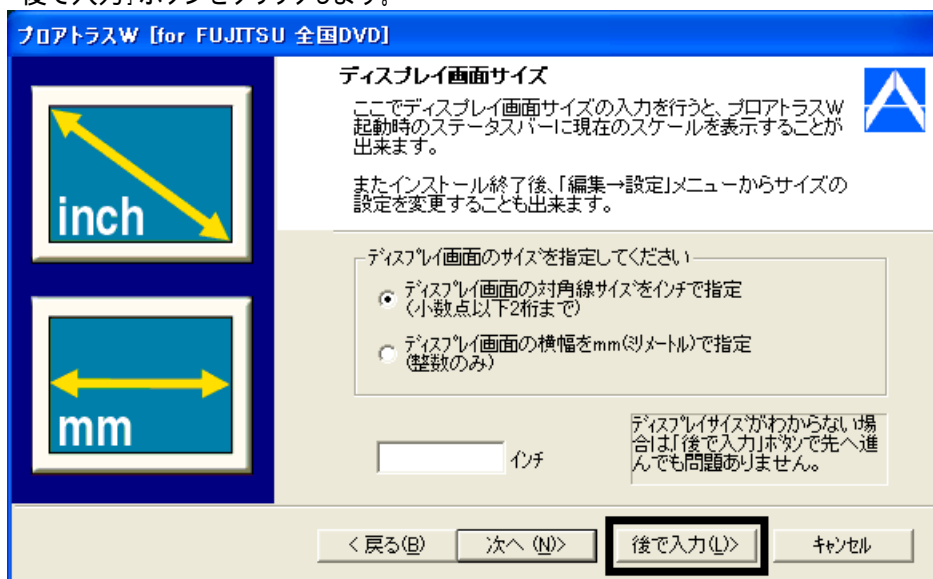 後で入力」ボタンをクリックします。
プロアトラスW [for FUJITSU 全国DVD]
ディスプレイ画面サイズ
ここでディスプレイ画面サイズの入力を行うと、プロアトラスW
起動時のステータスバーに現在のスケールを表示することが
出来ます。
またインストール終了後、「編集→設定」メニューからサイズの
設定を変更することも出来ます。
inch
mm
ディスプレイ画面のサイズを指定してください
ディスプレイ画面の対角線サイズをインチで指定
(小数点以下2桁まで)
ディスプレイ画面の横幅をmm(ミリメートル)で指定
(整数のみ)
インチ
ディスプレイサイズがわからない場
合は「後で入力」ボタンで先へ進
んでも問題ありません。
< 戻る(B)
次へ (N)>
後で入力(L)>
キャンセル